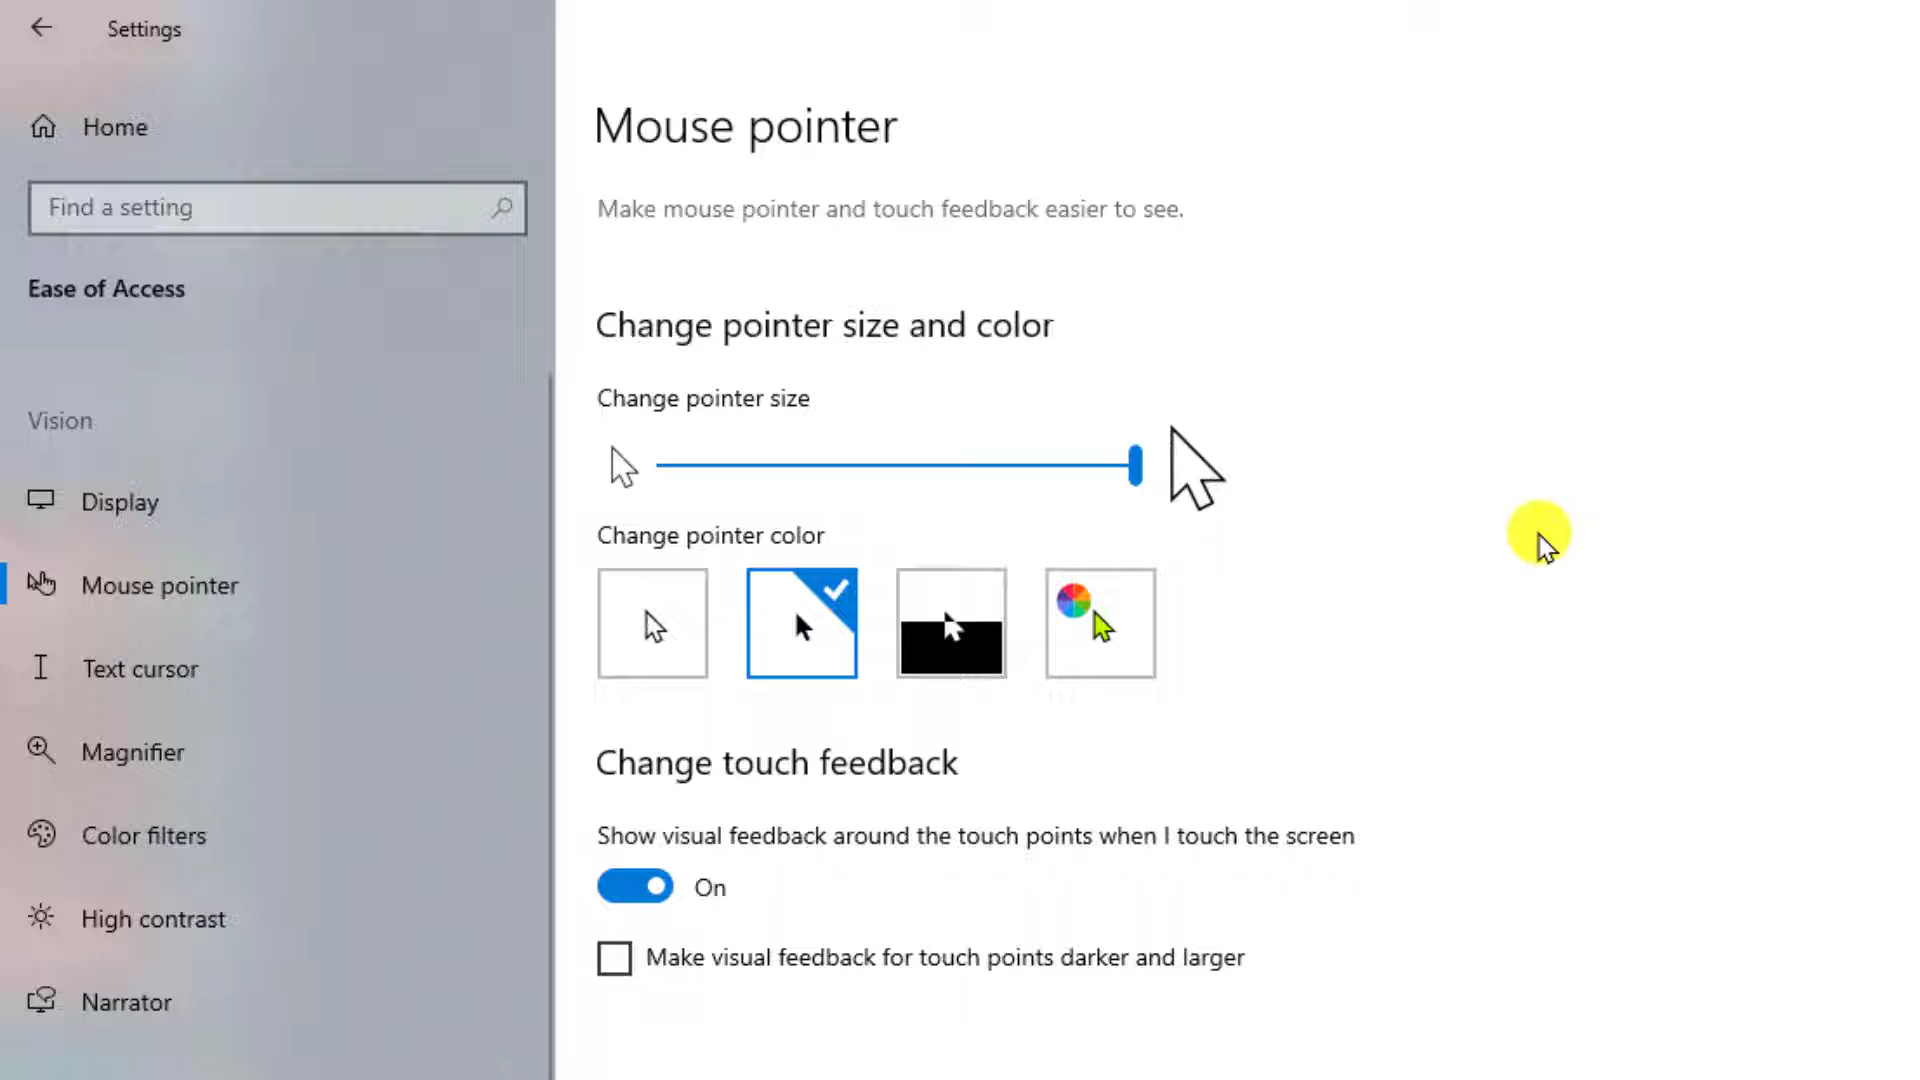 Settings
Home
Find a setting
Ease of Access
Vision
Display
Mouse pointer
Text cursor
Magnifier
Color filters
High contrast
Narrator
Mouse pointer
Make mouse pointer and touch feedback easier to see.
Change pointer size and color
Change pointer size
Change pointer color
Change touch feedback
Show visual feedback around the touch points when I touch the screen
On
Make visual feedback for touch points darker and larger